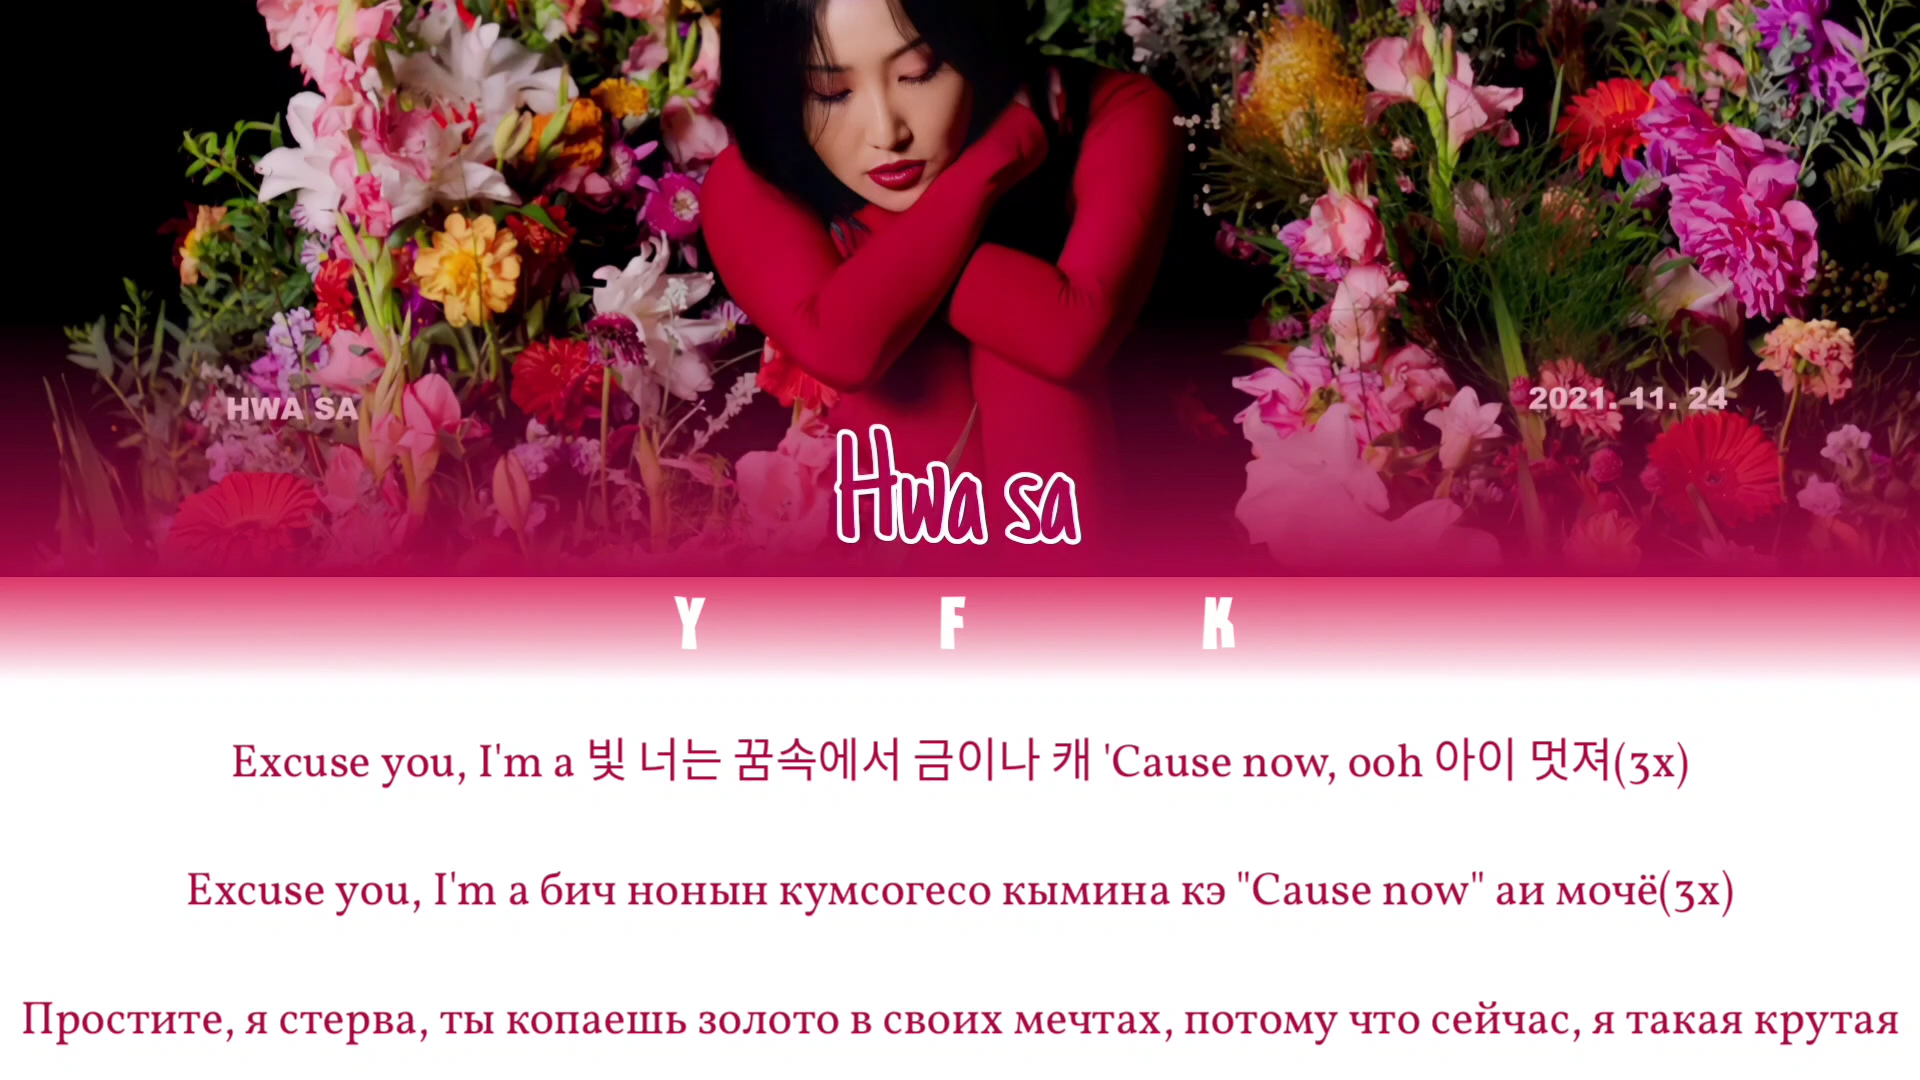 HWA SA
2021. 11. 24
Hwa sa
Y F K
Excuse you, I'm a 빛 너는 꿈속에서 금이나 캐 'Cause now, ooh 아이 멋져(3x)
Excuse you, I'm a бич нонын кумсогесо кымина кэ "Cause now" аи мочё(3x)
Простите, я стерва, ты копаешь золото в своих мечтах, потому что сейчас, я такая крутая